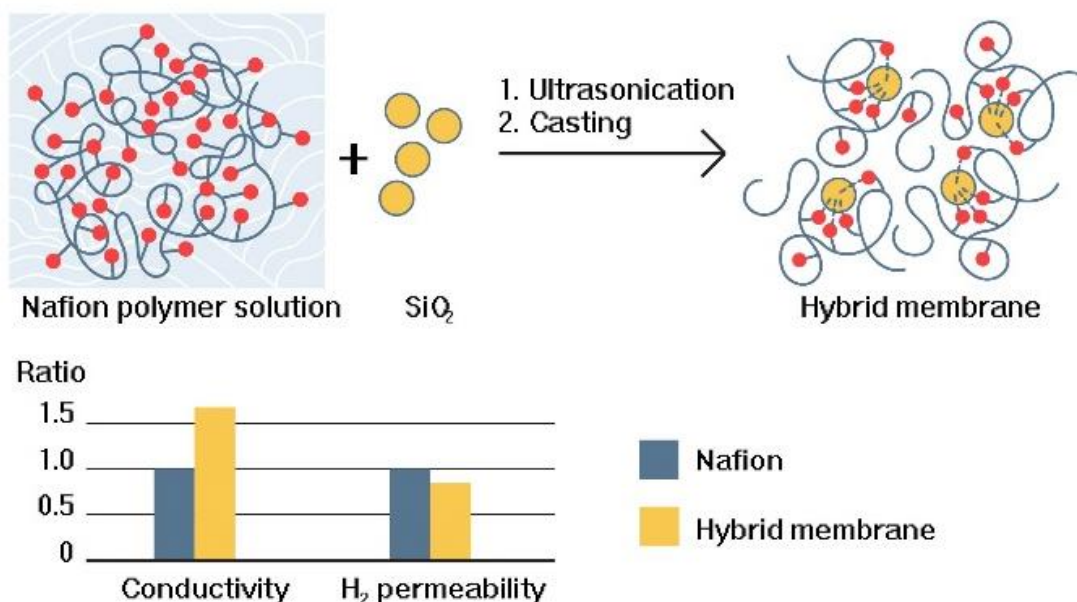 1. Ultrasonication
2. Casting
+
Nafion polymer solution
SiO₂
Hybrid membrane
Ratio
1.5
1.0
0.5
0
Conductivity
H₂ permeability
Nafion
Hybrid membrane